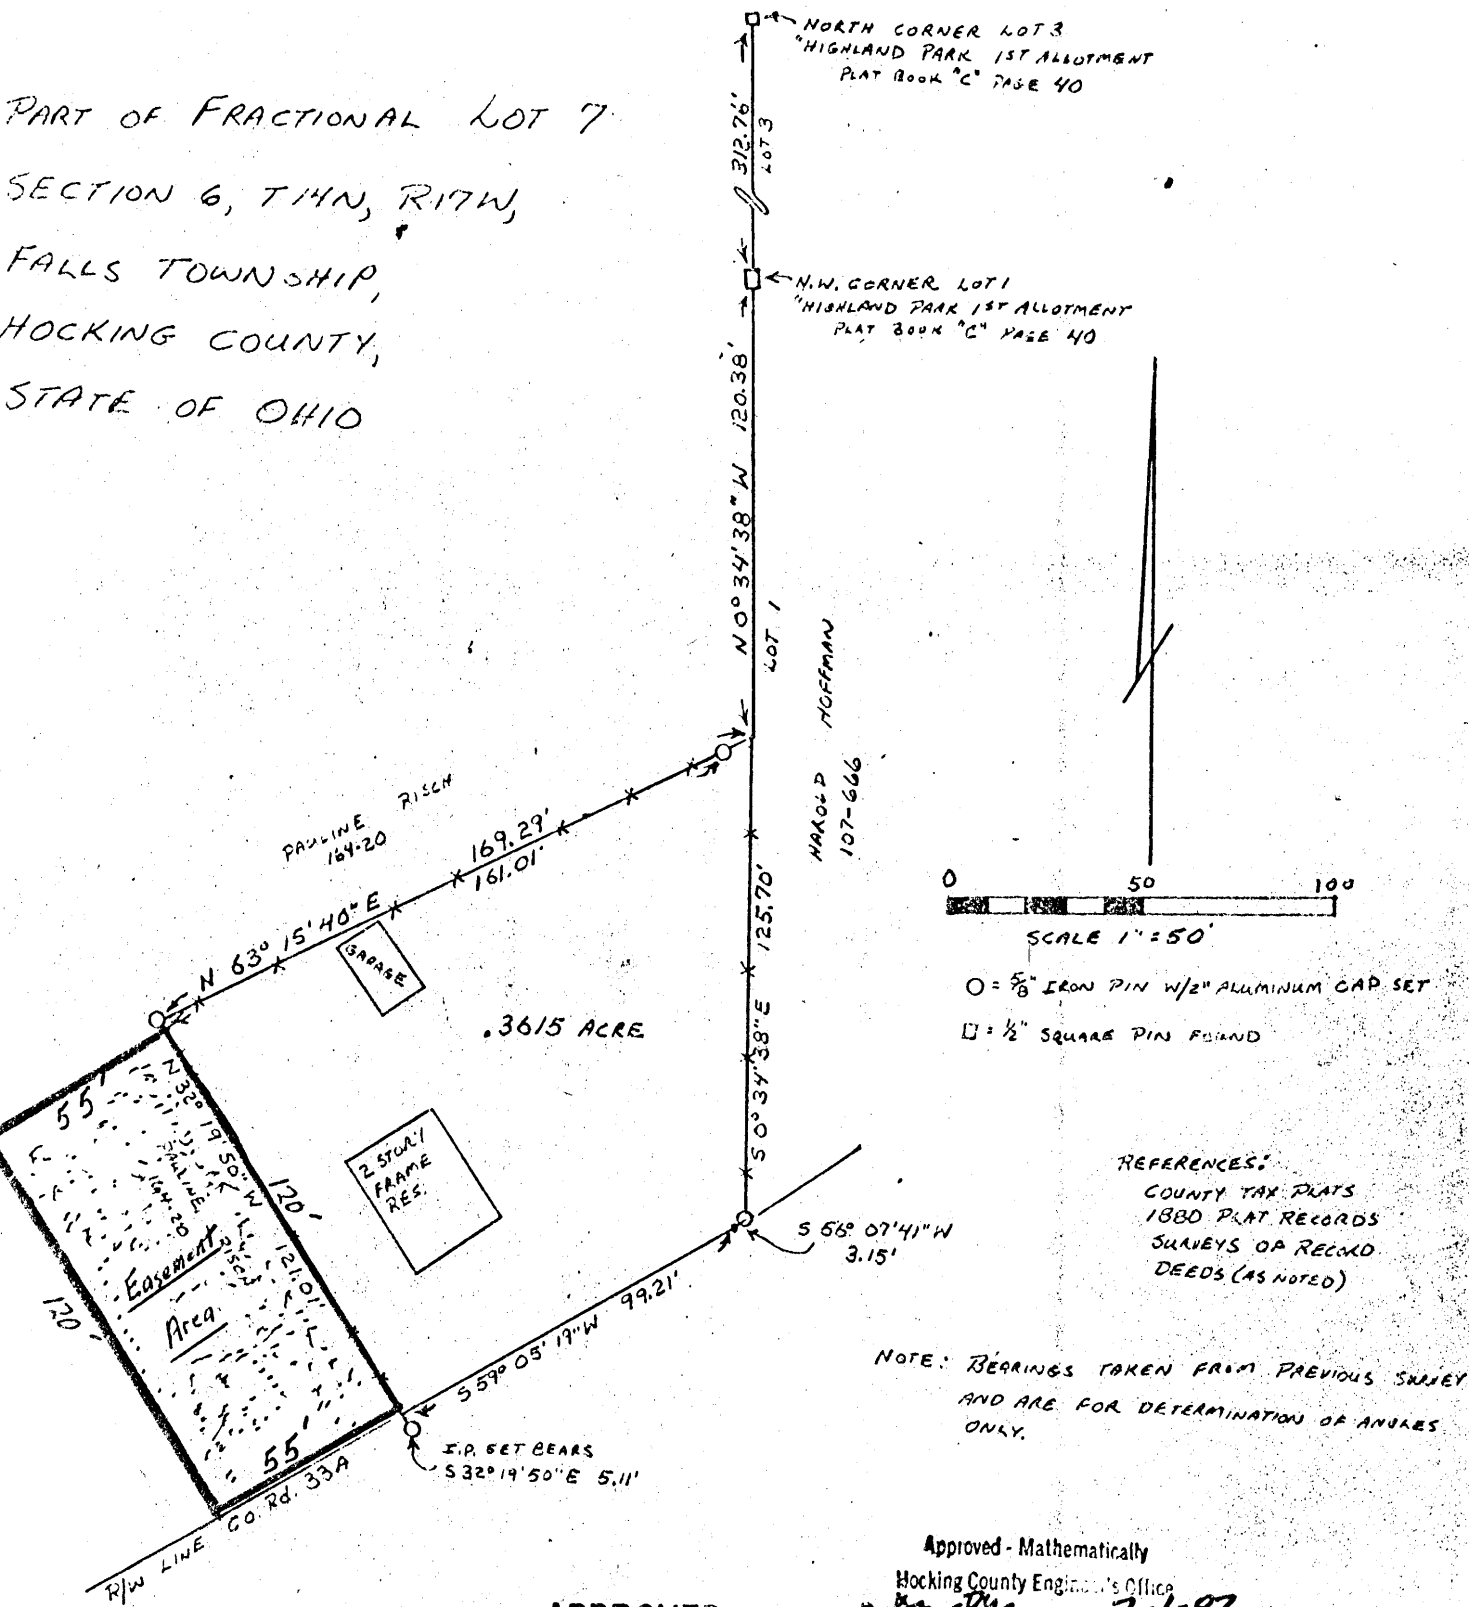 NORTH CORNER LOT 3
"HIGHLAND PARK 1ST ALLOTMENT
PLAT BOOK "C" PAGE 40
PART OF FRACTIONAL LOT 7
SECTION 6, T14N, R17W,
FALLS TOWNSHIP,
HOCKING COUNTY,
STATE OF OHIO
312.76'
LOT 3
N.W. CORNER LOT 1
"HIGHLAND PARK 1ST ALLOTMENT
PLAT BOOK "C" PAGE 40
N 0° 34' 38" W 120.38'
LOT 1
HAROLD HOFFMAN
107-666
PAULINE RISCH
164-20
169.29'
161.01'
N 63° 15' 40" E
GARAGE
.3615 ACRE
S 0° 34' 38" E 125.70'
0 50 100
SCALE 1" = 50'
O = 5/8" IRON PIN W/2" ALUMINUM CAP SET
□ = 1/2" SQUARE PIN FOUND
55'
N 32° 19' 50" W
120'
121.01'
PAULINE RISCH
164-20
Easement
Area
120'
55'
2 STORY
FRAME
RES.
S 56° 07' 41" W
3.15'
99.21'
S 59° 05' 19" W
I.P. SET BEARS
S 32° 19' 50" E 5.11'
CO. Rd. 33A
R/W LINE
REFERENCES:
COUNTY TAX PLATS
1880 PLAT RECORDS
SURVEYS OF RECORD
DEEDS (AS NOTED)
NOTE: BEARINGS TAKEN FROM PREVIOUS SURVEY
AND ARE FOR DETERMINATION OF ANGLES
ONLY.
Approved - Mathematically
Hocking County Engineer's Office
APPROVED